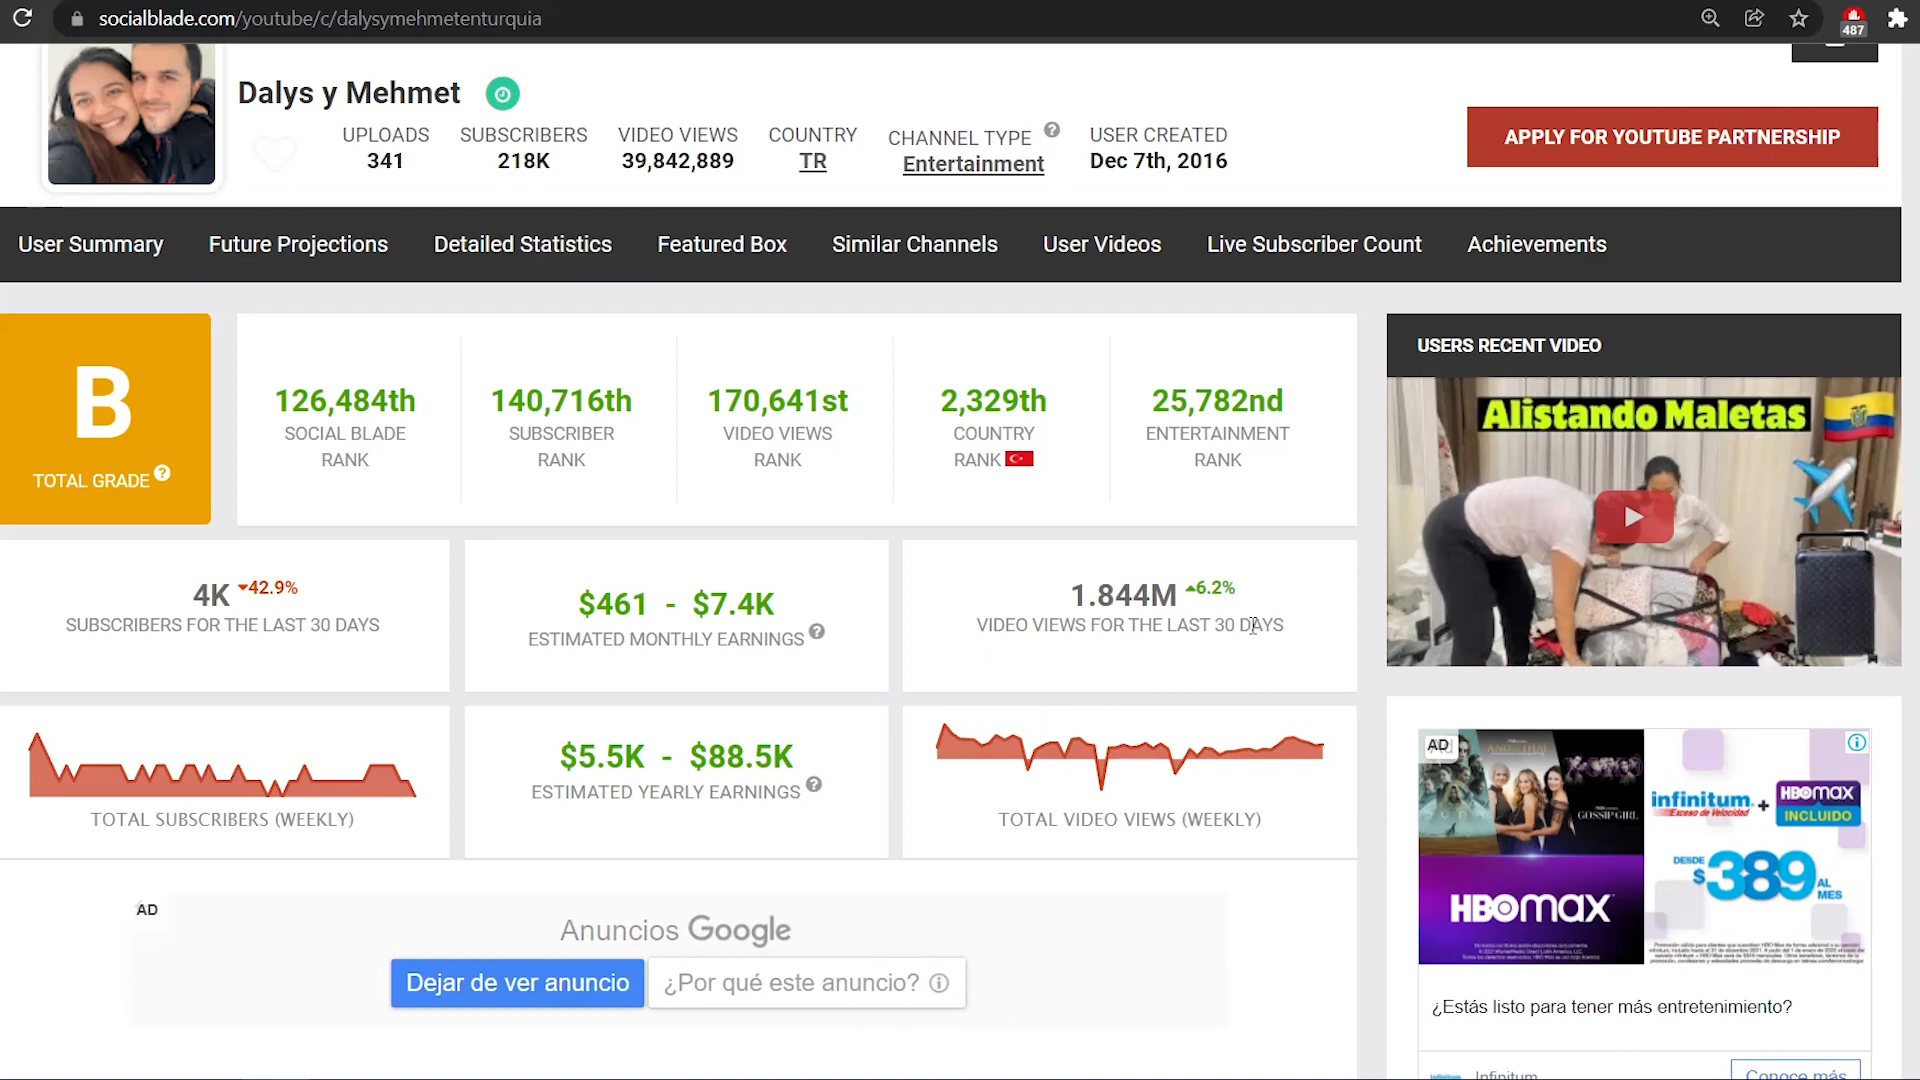 socialblade.com/youtube/c/dalysymehmetenturquia
487
Dalys y Mehmet
UPLOADS
341
SUBSCRIBERS
218K
VIDEO VIEWS
39,842,889
COUNTRY
TR
CHANNEL TYPE ?
Entertainment
USER CREATED
Dec 7th, 2016
APPLY FOR YOUTUBE PARTNERSHIP
User Summary
Future Projections
Detailed Statistics
Featured Box
Similar Channels
User Videos
Live Subscriber Count
Achievements
B
TOTAL GRADE ?
126,484th
SOCIAL BLADE
RANK
140,716th
SUBSCRIBER
RANK
170,641st
VIDEO VIEWS
RANK
2,329th
COUNTRY
RANK
25,782nd
ENTERTAINMENT
RANK
USERS RECENT VIDEO
Alistando Maletas
4K 42.9%
SUBSCRIBERS FOR THE LAST 30 DAYS
$461 - $7.4K
ESTIMATED MONTHLY EARNINGS ?
1.844M 6.2%
VIDEO VIEWS FOR THE LAST 30 DAYS
TOTAL SUBSCRIBERS (WEEKLY)
$5.5K - $88.5K
ESTIMATED YEARLY EARNINGS ?
TOTAL VIDEO VIEWS (WEEKLY)
AD
Anuncios Google
Dejar de ver anuncio
¿Por qué este anuncio?
AD
GOSSIP GIRL
HBOMAX
infinitum. + HBOMAX
Exceso de Velocidad
INCLUIDO
DESDE
$389 AL
MES
¿Estás listo para tener más entretenimiento?
infinitum
Infinitum
Conoce más